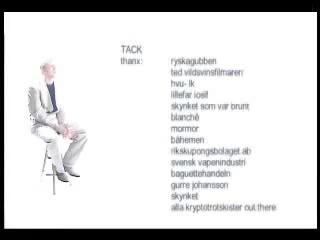 TACK
thanx: ryskagubben
ted vildsvinsfilmaren
hvu- lk
lillefar iosif
skynket som var brunt
blanchè
mormor
båhemen
rikskupongsbolaget ab
svensk vapenindustri
baguettehandeln
gurre johansson
skynket
alla kryptotrotskister out there